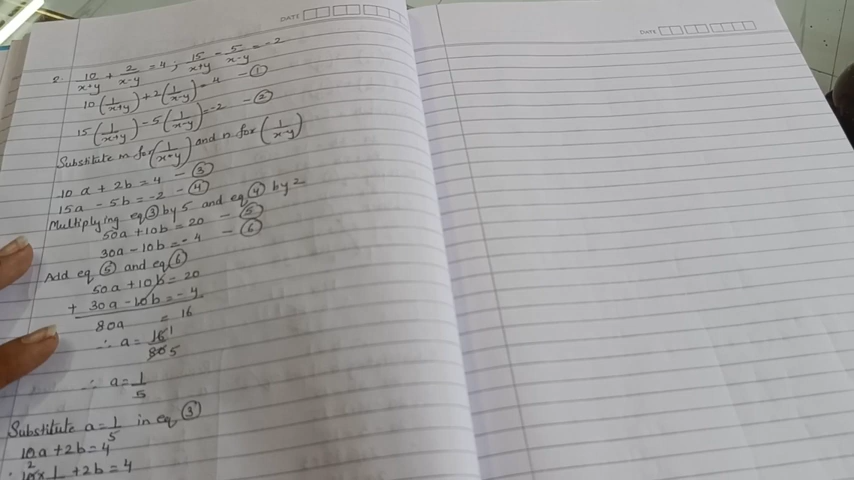 DATE
DATE
Q. 10/x+y + 2/x-y = 4 ; 15/x+y - 5/x-y = -2
10(1/x+y) + 2(1/x-y) = 4 - ①
15(1/x+y) - 5(1/x-y) = -2 - ②
Substitute m for (1/x+y) and n for (1/x-y)
10a + 2b = 4 - ③
15a - 5b = -2 - ④
Multiplying eq ③ by 5 and eq ④ by 2
50a + 10b = 20 - ⑤
30a - 10b = -4 - ⑥
Add eq ⑤ and eq ⑥
50a + 10b = 20
+ 30a - 10b = -4
80a = 16
∴ a = 16 1/80 5
∴ a = 1/5
Substitute a = 1/5 in eq ③
10a + 2b = 4
2 10 x 1 + 2b = 4